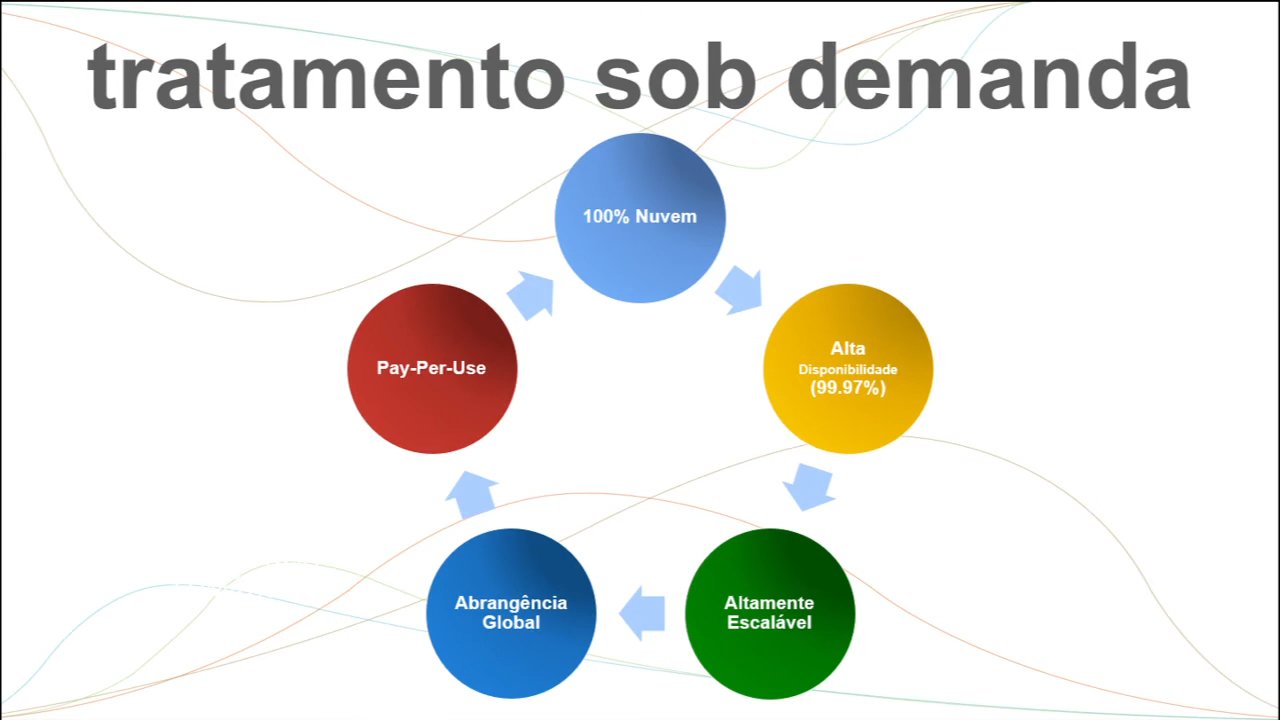 tratamento sob demanda
100% Nuvem
Alta
Disponibilidade
(99.97%)
Altamente
Escalável
Abrangência
Global
Pay-Per-Use